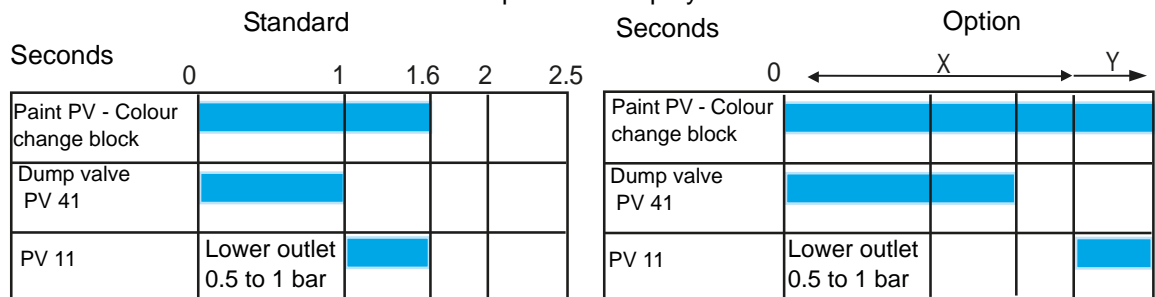 Standard
Seconds
0 1 1.6 2 2.5
Paint PV - Colour
change block
Dump valve
PV 41
PV 11
Lower outlet
0.5 to 1 bar
Option
Seconds
0 X Y
Paint PV - Colour
change block
Dump valve
PV 41
PV 11
Lower outlet
0.5 to 1 bar